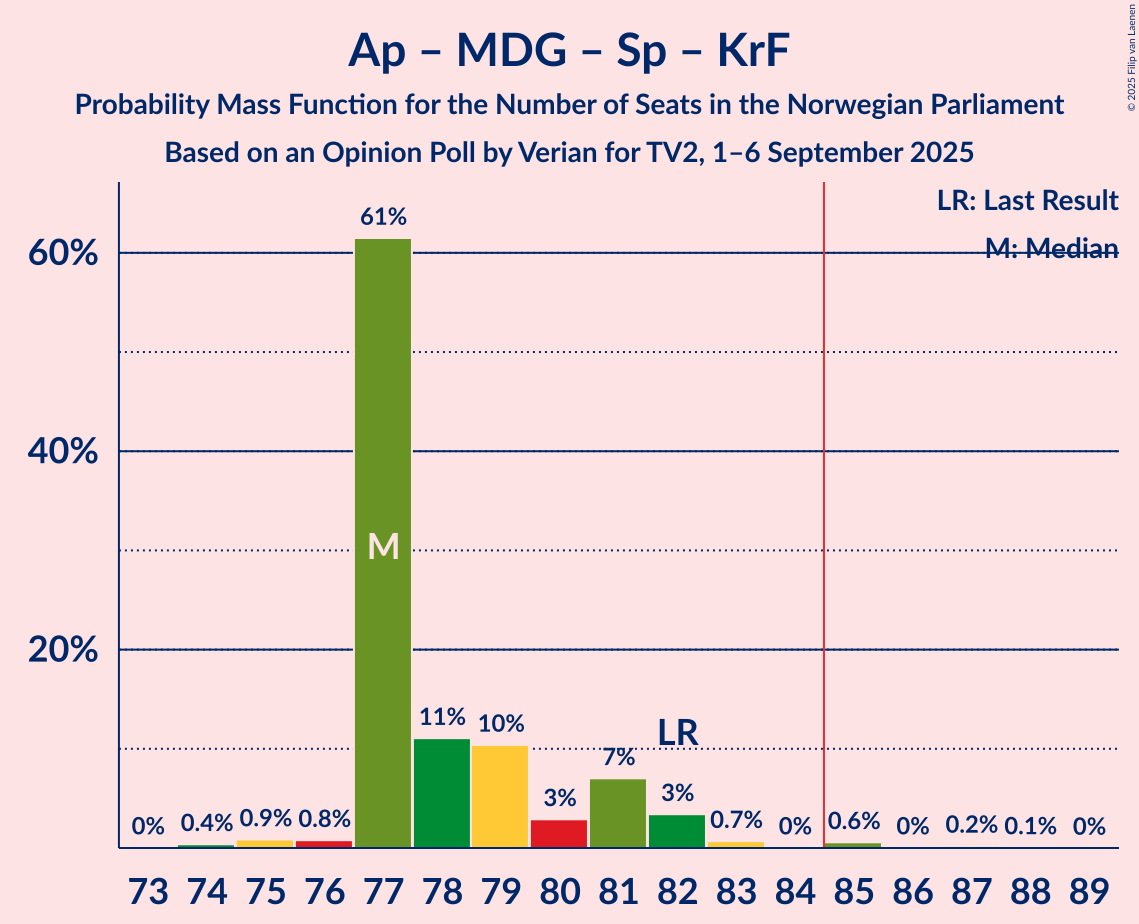 Ap – MDG – Sp – KrF
Probability Mass Function for the Number of Seats in the Norwegian Parliament
Based on an Opinion Poll by Verian for TV2, 1–6 September 2025
© 2025 Filip van Laenen
LR: Last Result
M: Median
60%
40%
20%
61%
M
LR
0% 0.4% 0.9% 0.8% 11% 10% 3% 7% 3% 0.7% 0% 0.6% 0% 0.2% 0.1% 0%
73 74 75 76 77 78 79 80 81 82 83 84 85 86 87 88 89